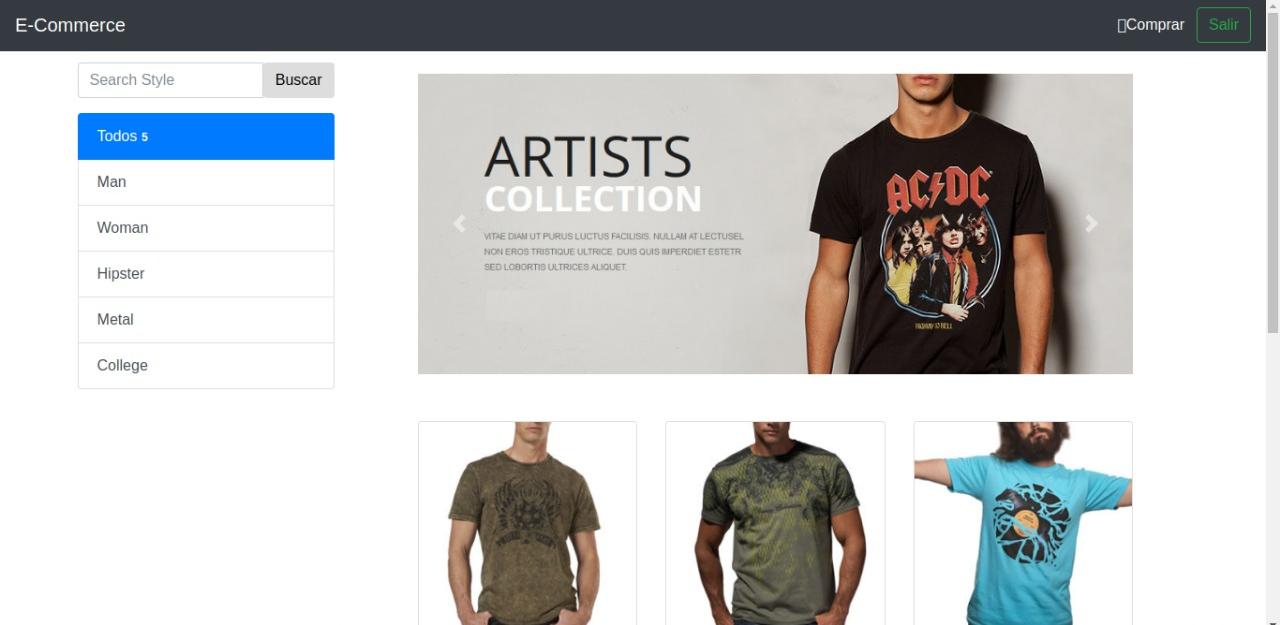 E-Commerce
Comprar
Salir
Search Style
Buscar
Todos 5
Man
Woman
Hipster
Metal
College
ARTISTS
COLLECTION
VITAE DIAM UT PURUS LUCTUS FACILISIS. NULLAM AT LECTUSEL
NON EROS TRISTIQUE ULTRICE. DUIS QUIS IMPERDIET ESTETR
SED LOBORTIS ULTRICES ALIQUET.
AC/DC
HIGHWAY TO HELL